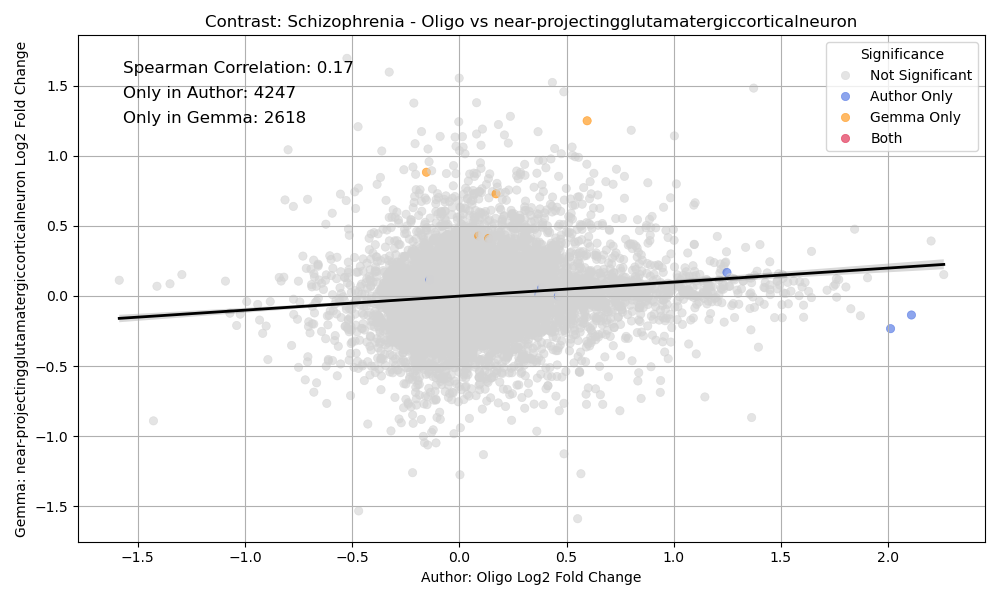 Contrast: Schizophrenia - Oligo vs near-projectingglutamatergiccorticalneuron
Spearman Correlation: 0.17
Only in Author: 4247
Only in Gemma: 2618
Significance
Not Significant
Author Only
Gemma Only
Both
Gemma: near-projectingglutamatergiccorticalneuron Log2 Fold Change
1.5
1.0
0.5
0.0
−0.5
−1.0
−1.5
−1.5
−1.0
−0.5
0.0
0.5
1.0
1.5
2.0
Author: Oligo Log2 Fold Change